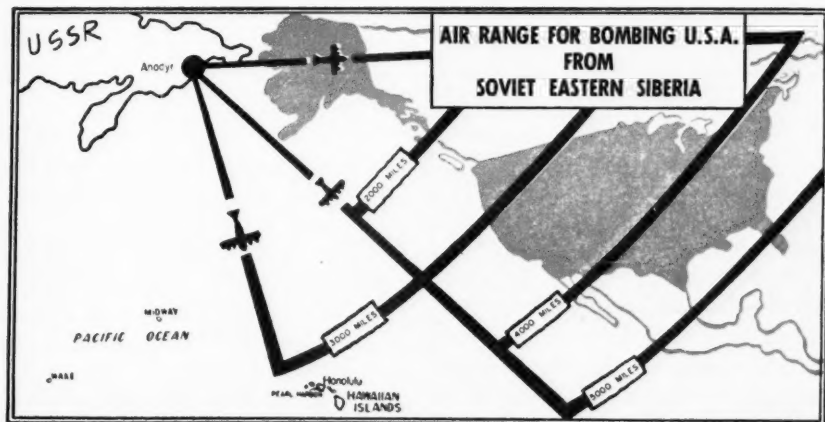 AIR RANGE FOR BOMBING U.S.A.
FROM
SOVIET EASTERN SIBERIA
USSR
Anadyr
2000 MILES
3000 MILES
4000 MILES
5000 MILES
MIDWAY
PACIFIC OCEAN
WAKE
Honolulu
PEARL HARBOR
HAWAIIAN
ISLANDS